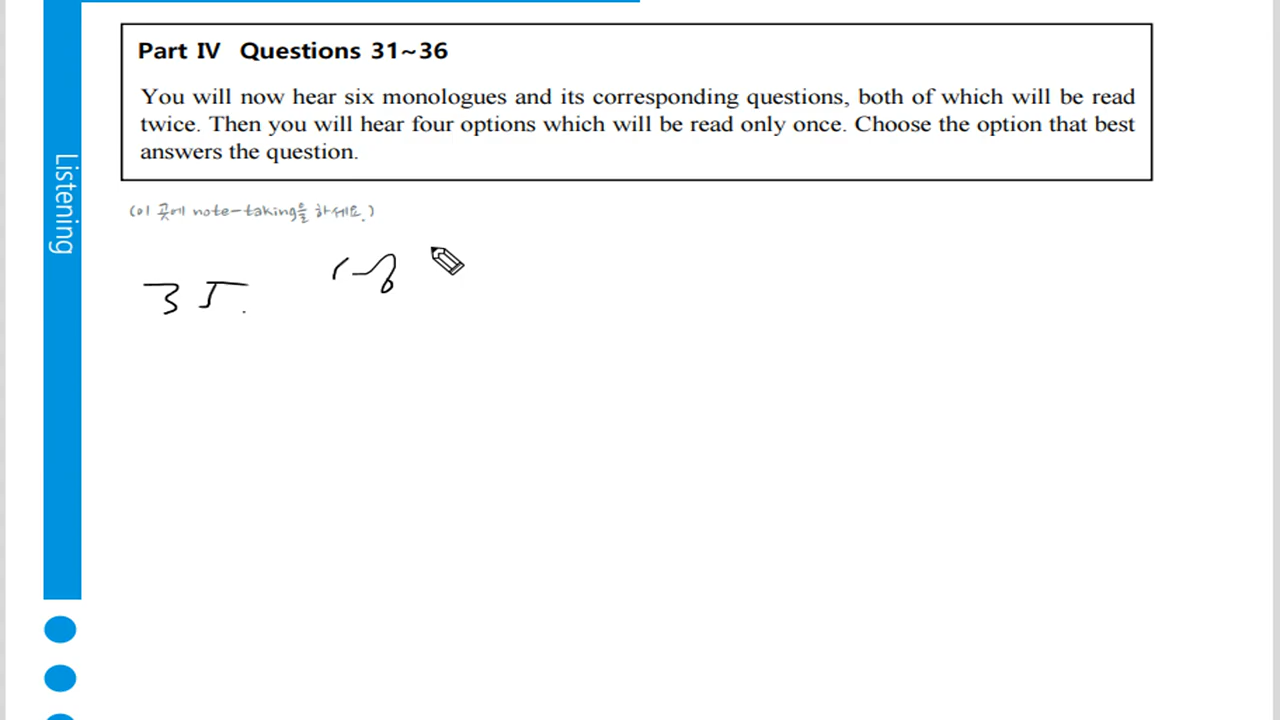 Part IV Questions 31~36
You will now hear six monologues and its corresponding questions, both of which will be read
twice. Then you will hear four options which will be read only once. Choose the option that best
answers the question.
Listening
(이 곳에 note-taking을 하세요.)
35.